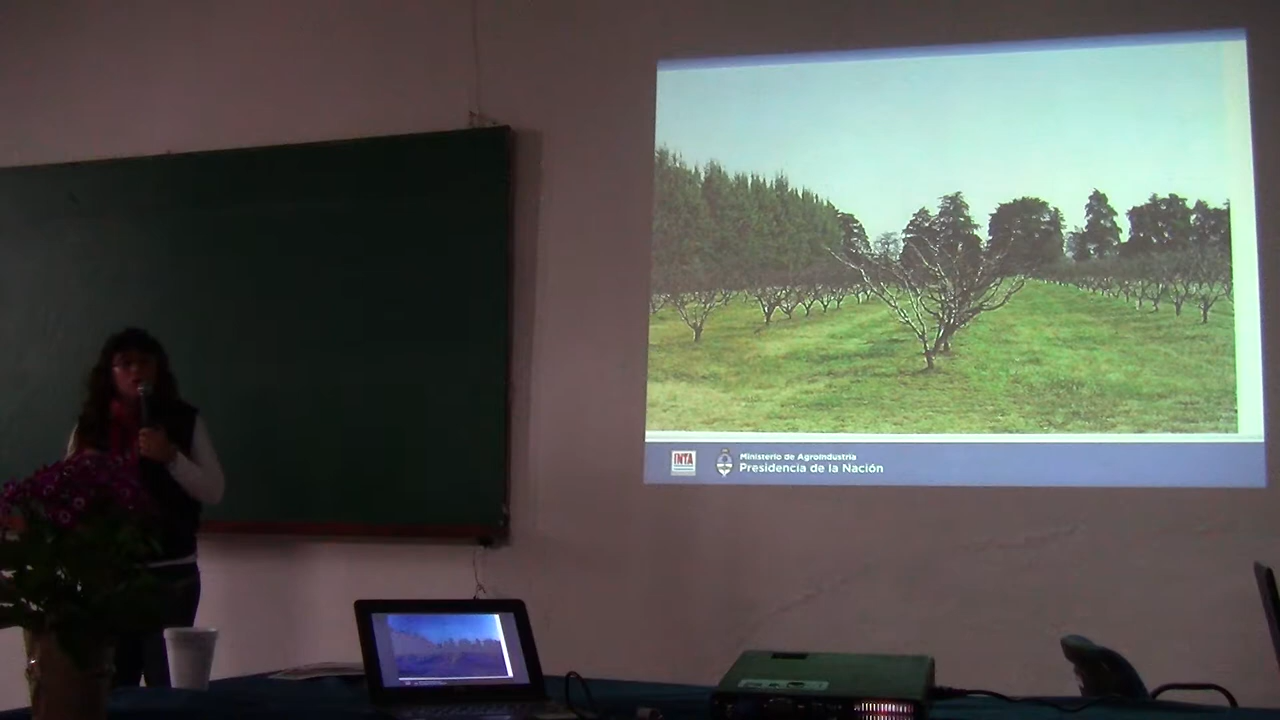 INTA
Ministerio de Agroindustria
Presidencia de la Nación